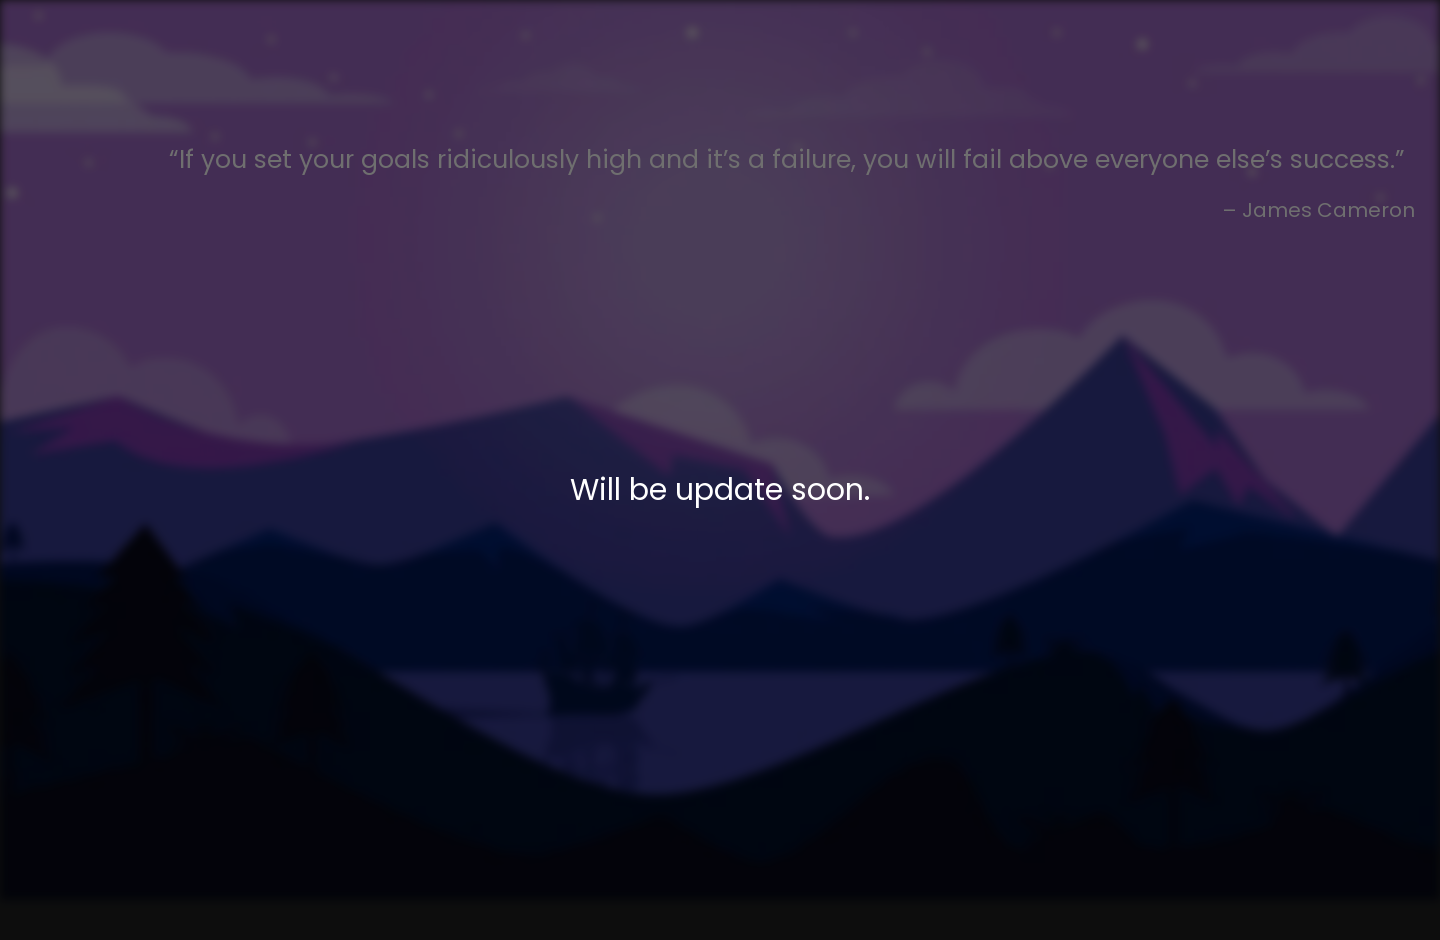 “If you set your goals ridiculously high and it’s a failure, you will fail above everyone else’s success.”
– James Cameron
Will be update soon.